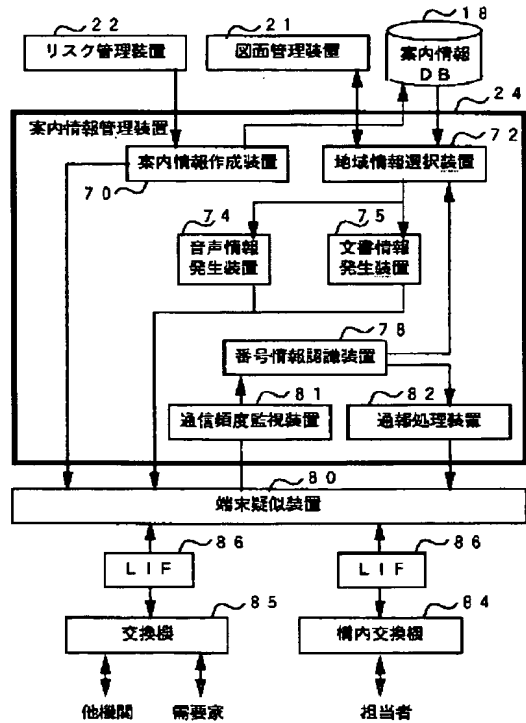 22
21
18
リスク管理装置
図面管理装置
案内情報
DB
24
案内情報管理装置
72
案内情報作成装置
地域情報選択装置
70
74
75
音声情報
発生装置
文書情報
発生装置
78
番号情報認識装置
81
82
通信頻度監視装置
通報処理装置
80
端末疑似装置
86
86
LIF
LIF
85
84
交換機
構内交換機
他機関
需要家
担当者